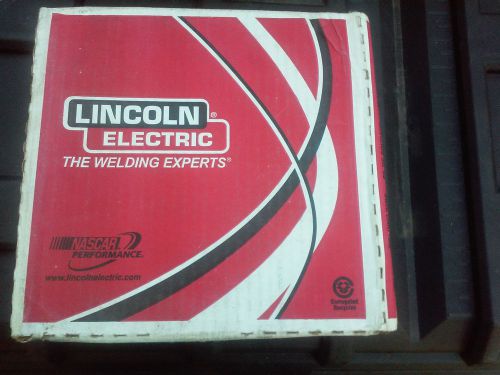 LINCOLN®
ELECTRIC
THE WELDING EXPERTS®
NASCAR
PERFORMANCE
www.lincolnelectric.com
Corrugated
Recycles